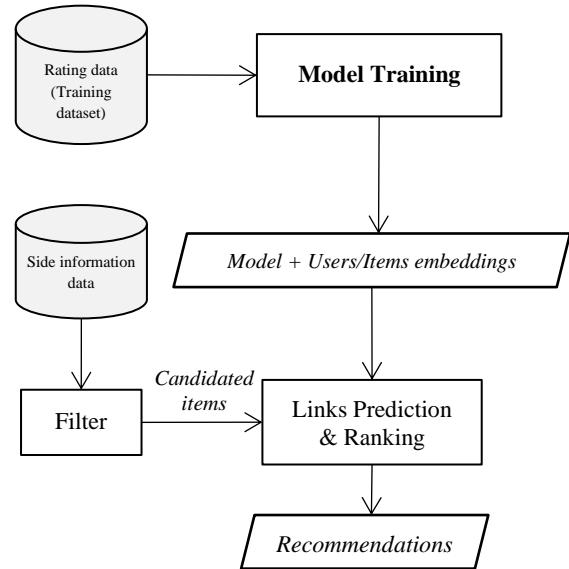 Rating data
(Training
dataset)
Model Training
Model + Users/Items embeddings
Side information
data
Filter
Candidated
items
Links Prediction
& Ranking
Recommendations